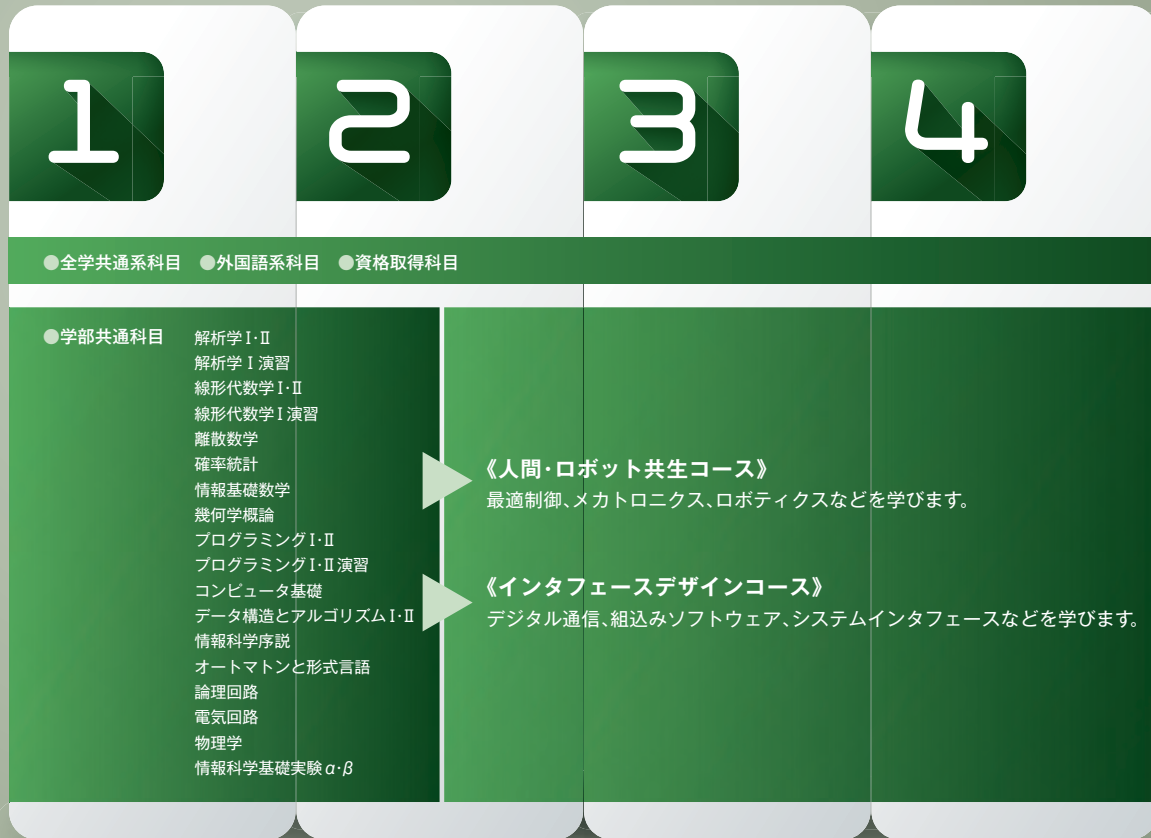 1 2 3 4
●全学共通系科目 ●外国語系科目 ●資格取得科目
●学部共通科目
解析学Ⅰ・Ⅱ
解析学Ⅰ演習
線形代数学Ⅰ・Ⅱ
線形代数学Ⅰ演習
離散数学
確率統計
情報基礎数学
幾何学概論
プログラミングⅠ・Ⅱ
プログラミングⅠ・Ⅱ演習
コンピュータ基礎
データ構造とアルゴリズムⅠ・Ⅱ
情報科学序説
オートマトンと形式言語
論理回路
電気回路
物理学
情報科学基礎実験α・β
《人間・ロボット共生コース》
最適制御、メカトロニクス、ロボティクスなどを学びます。
《インタフェースデザインコース》
デジタル通信、組込みソフトウェア、システムインタフェースなどを学びます。